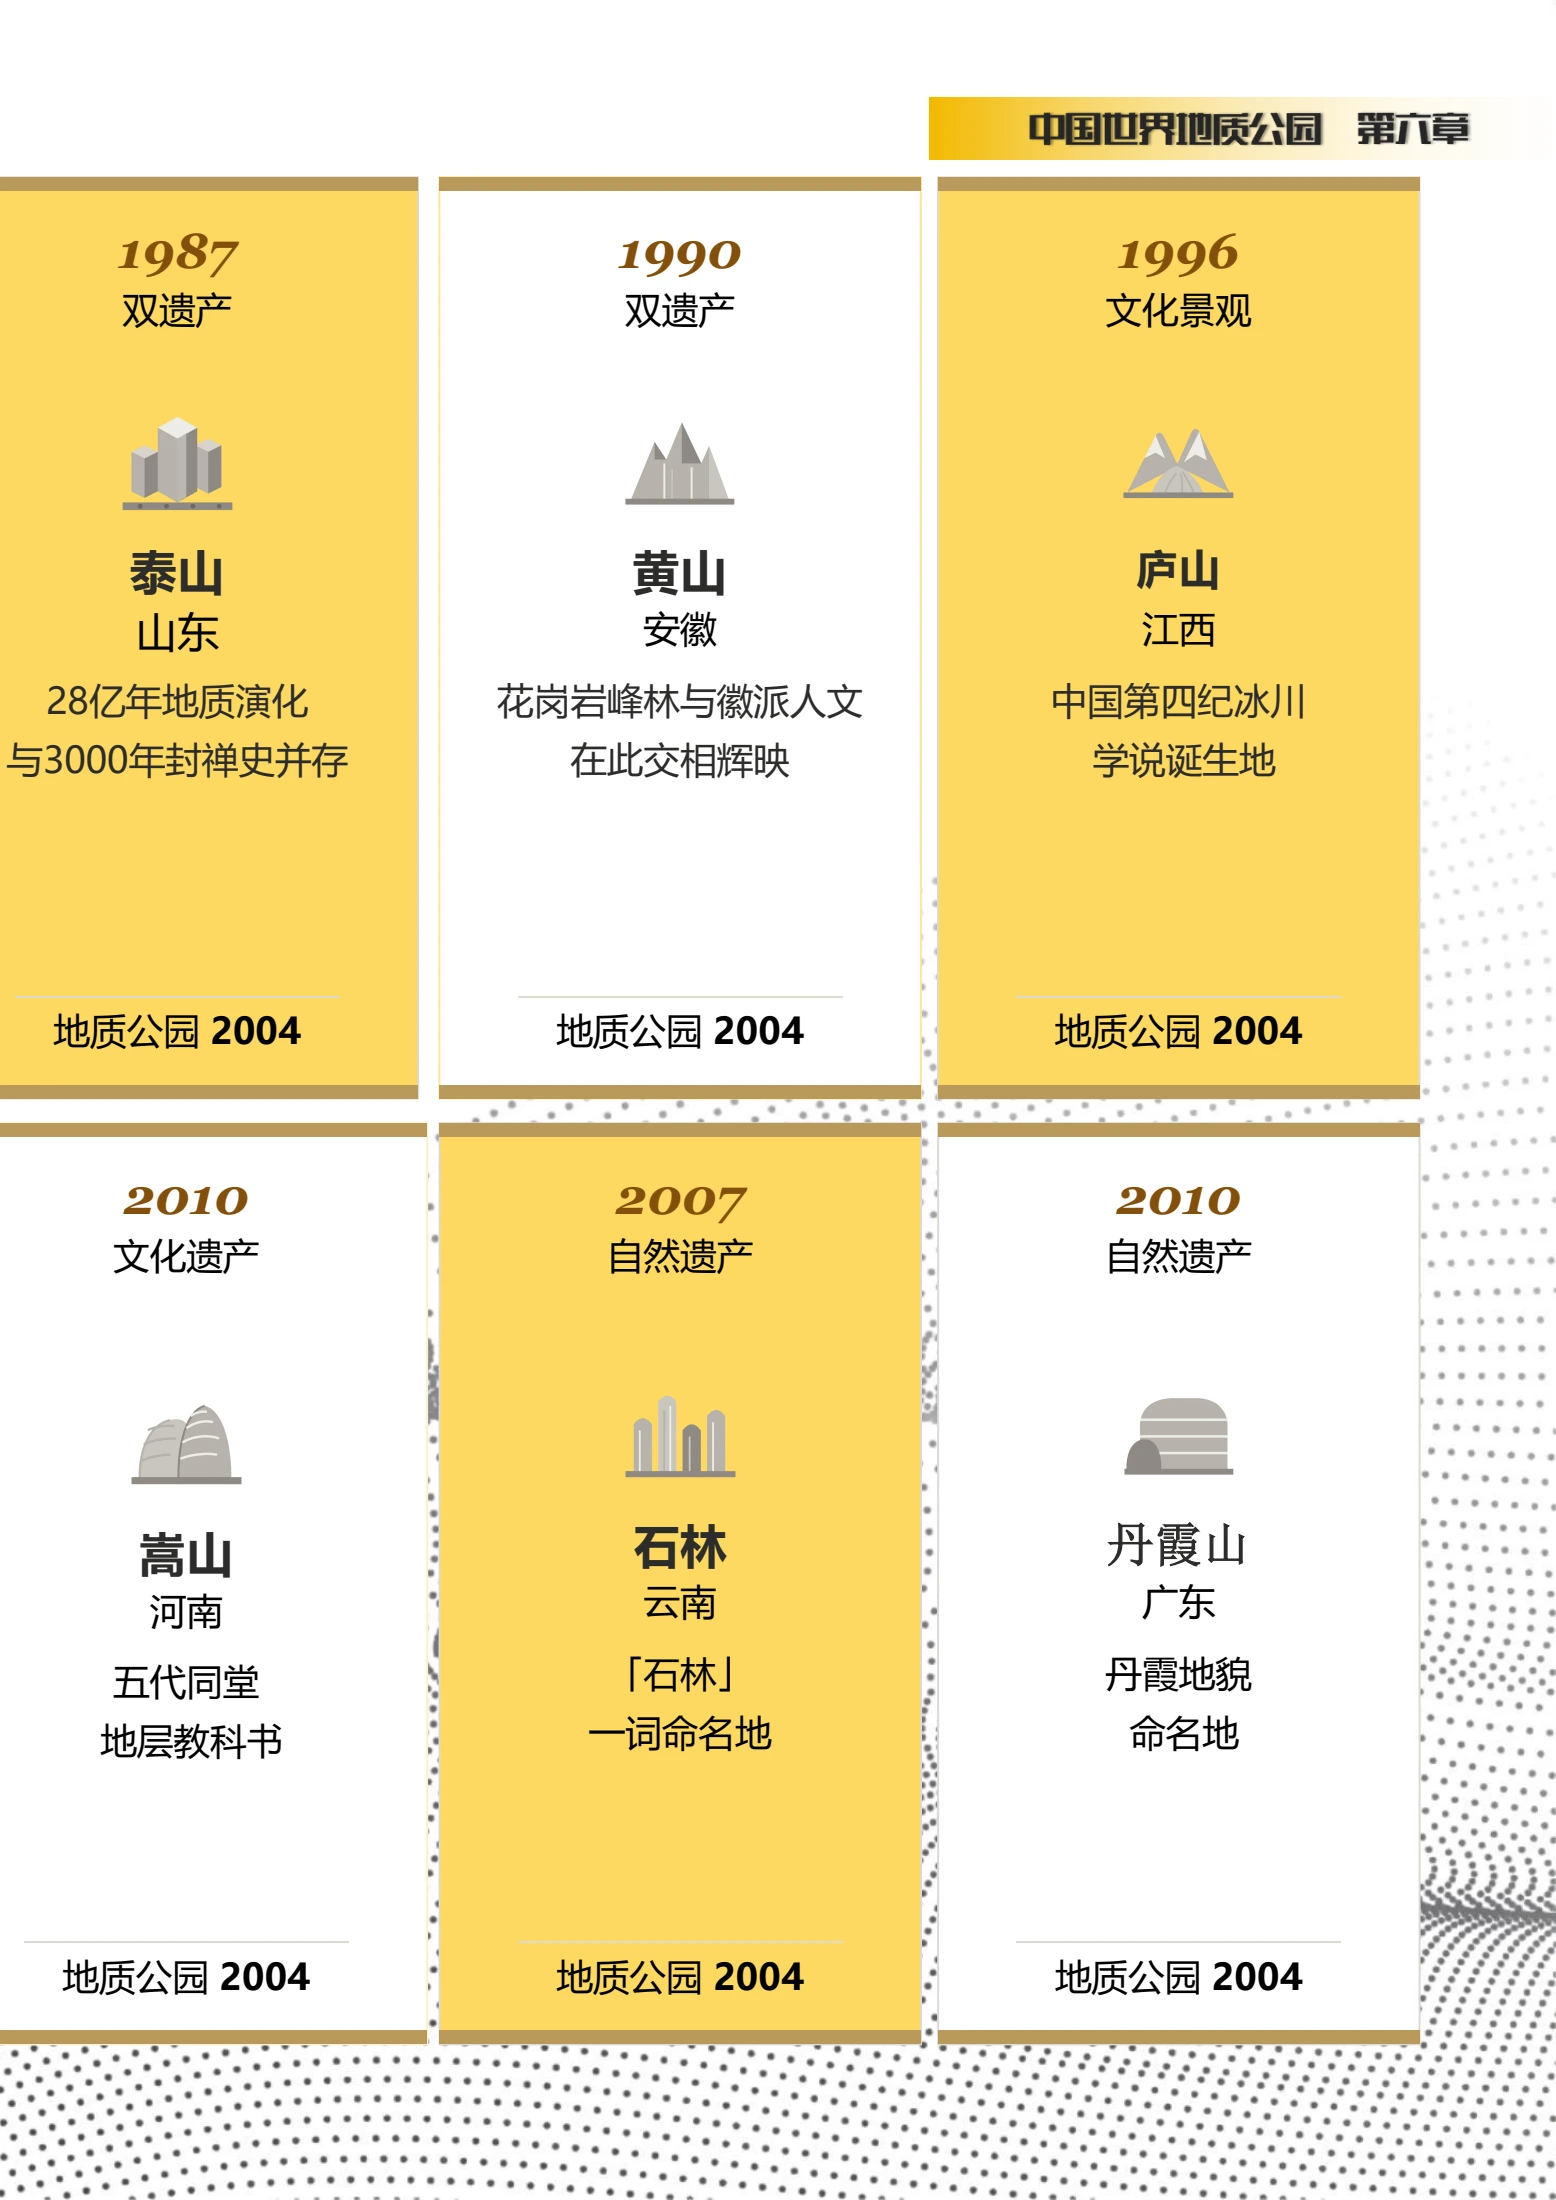 中国世界地质公园 第六章
1987
双遗产
泰山
山东
28亿年地质演化
与3000年封禅史并存
地质公园 2004
1990
双遗产
黄山
安徽
花岗岩峰林与徽派人文
在此交相辉映
地质公园 2004
1996
文化景观
庐山
江西
中国第四纪冰川
学说诞生地
地质公园 2004
2010
文化遗产
嵩山
河南
五代同堂
地层教科书
地质公园 2004
2007
自然遗产
石林
云南
「石林」
一词命名地
地质公园 2004
2010
自然遗产
丹霞山
广东
丹霞地貌
命名地
地质公园 2004